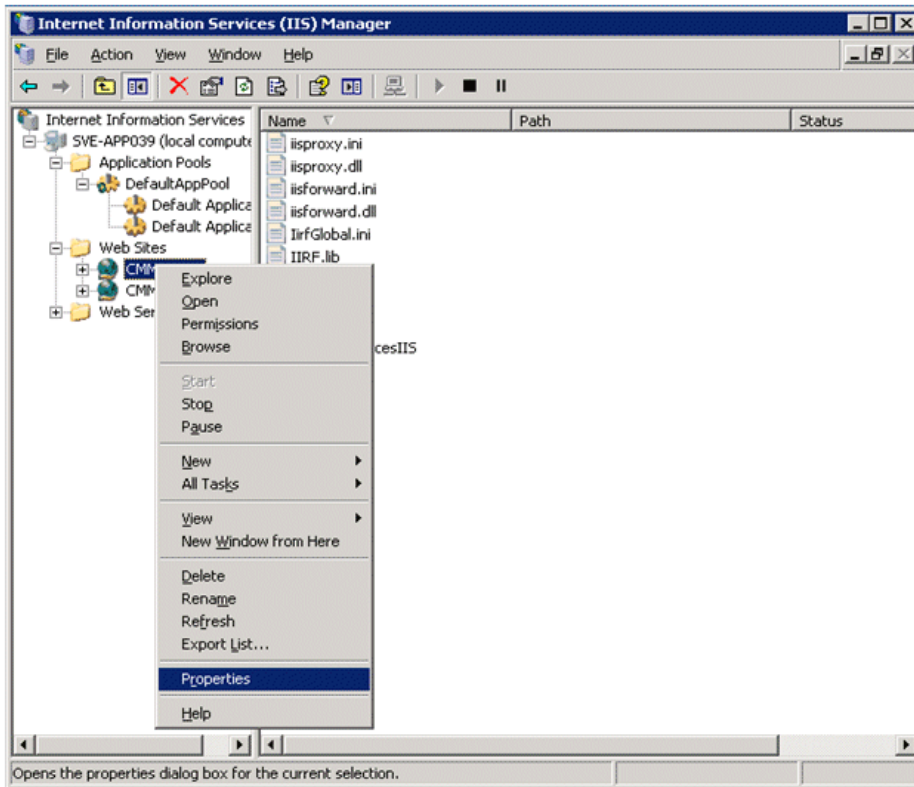 Internet Information Services (IIS) Manager
File Action View Window Help
Internet Information Services
SVE-APP039 (local compute
Application Pools
DefaultAppPool
Default Applica
Default Applica
Web Sites
CMM
CMM
Web Ser
Name Path Status
iisproxy.ini
iisproxy.dll
iisforward.ini
iisforward.dll
IirfGlobal.ini
IIRF.lib
cesIIS
Explore
Open
Permissions
Browse
Start
Stop
Pause
New
All Tasks
View
New Window from Here
Delete
Rename
Refresh
Export List...
Properties
Help
Opens the properties dialog box for the current selection.